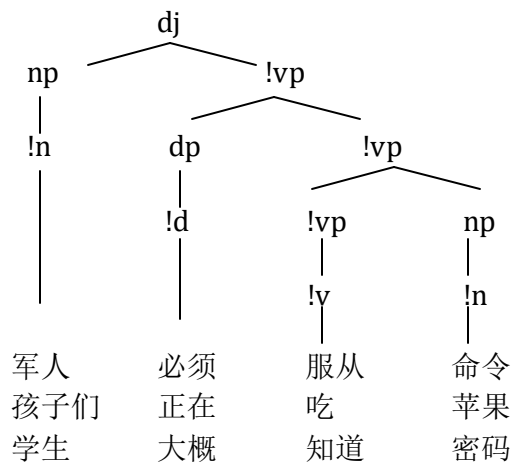 dj
np !vp
!n dp !vp
!d !vp np
!v !n
军人 必须 服从 命令
孩子们 正在 吃 苹果
学生 大概 知道 密码